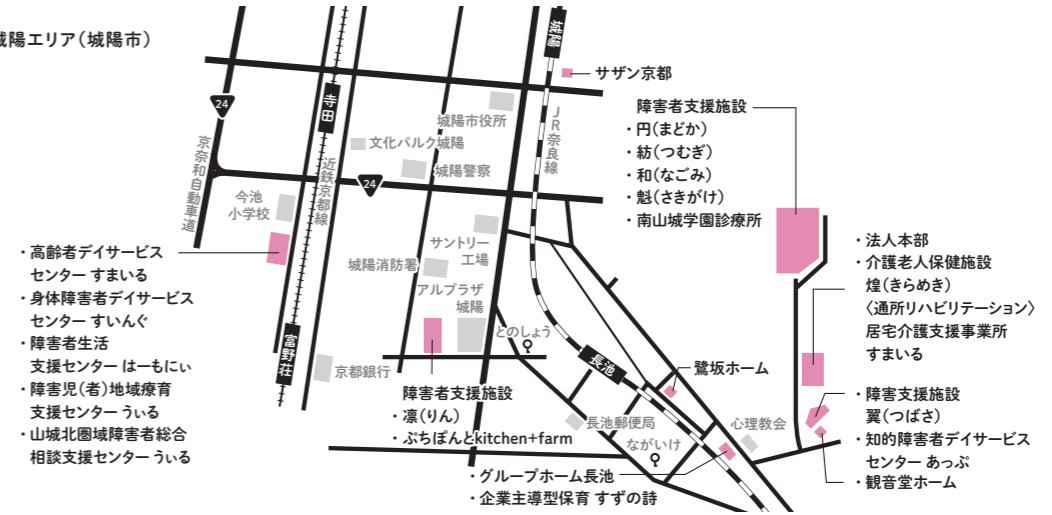 城陽エリア（城陽市）
城陽
サザン京都
24
寺田
城陽市役所
文化パルク城陽
城陽警察
24
JR奈良線
京奈和自動車道
近鉄京都線
今池
小学校
障害者支援施設
・円（まどか）
・紡（つむぎ）
・和（なごみ）
・魁（さきがけ）
・南山城学園診療所
・高齢者デイサービス
センター すまいる
・身体障害者デイサービス
センター すいんぐ
・障害者生活
支援センター はーもにぃ
・障害児（者）地域療育
支援センター うぃる
・山城北圏域障害者総合
相談支援センター うぃる
サントリー
工場
城陽消防署
アルプラザ
城陽
とのしょう
富野荘
京都銀行
長池
鷺坂ホーム
障害者支援施設
・凛（りん）
・ぷちぽんとkitchen+farm
長池郵便局
ながいけ
心理教会
・グループホーム長池
・企業主導型保育 すずの詩
・法人本部
・介護老人保健施設
煌（きらめき）
〈通所リハビリテーション〉
居宅介護支援事業所
すまいる
・障害支援施設
翼（つばさ）
・知的障害者デイサービス
センター あっぷ
・観音堂ホーム